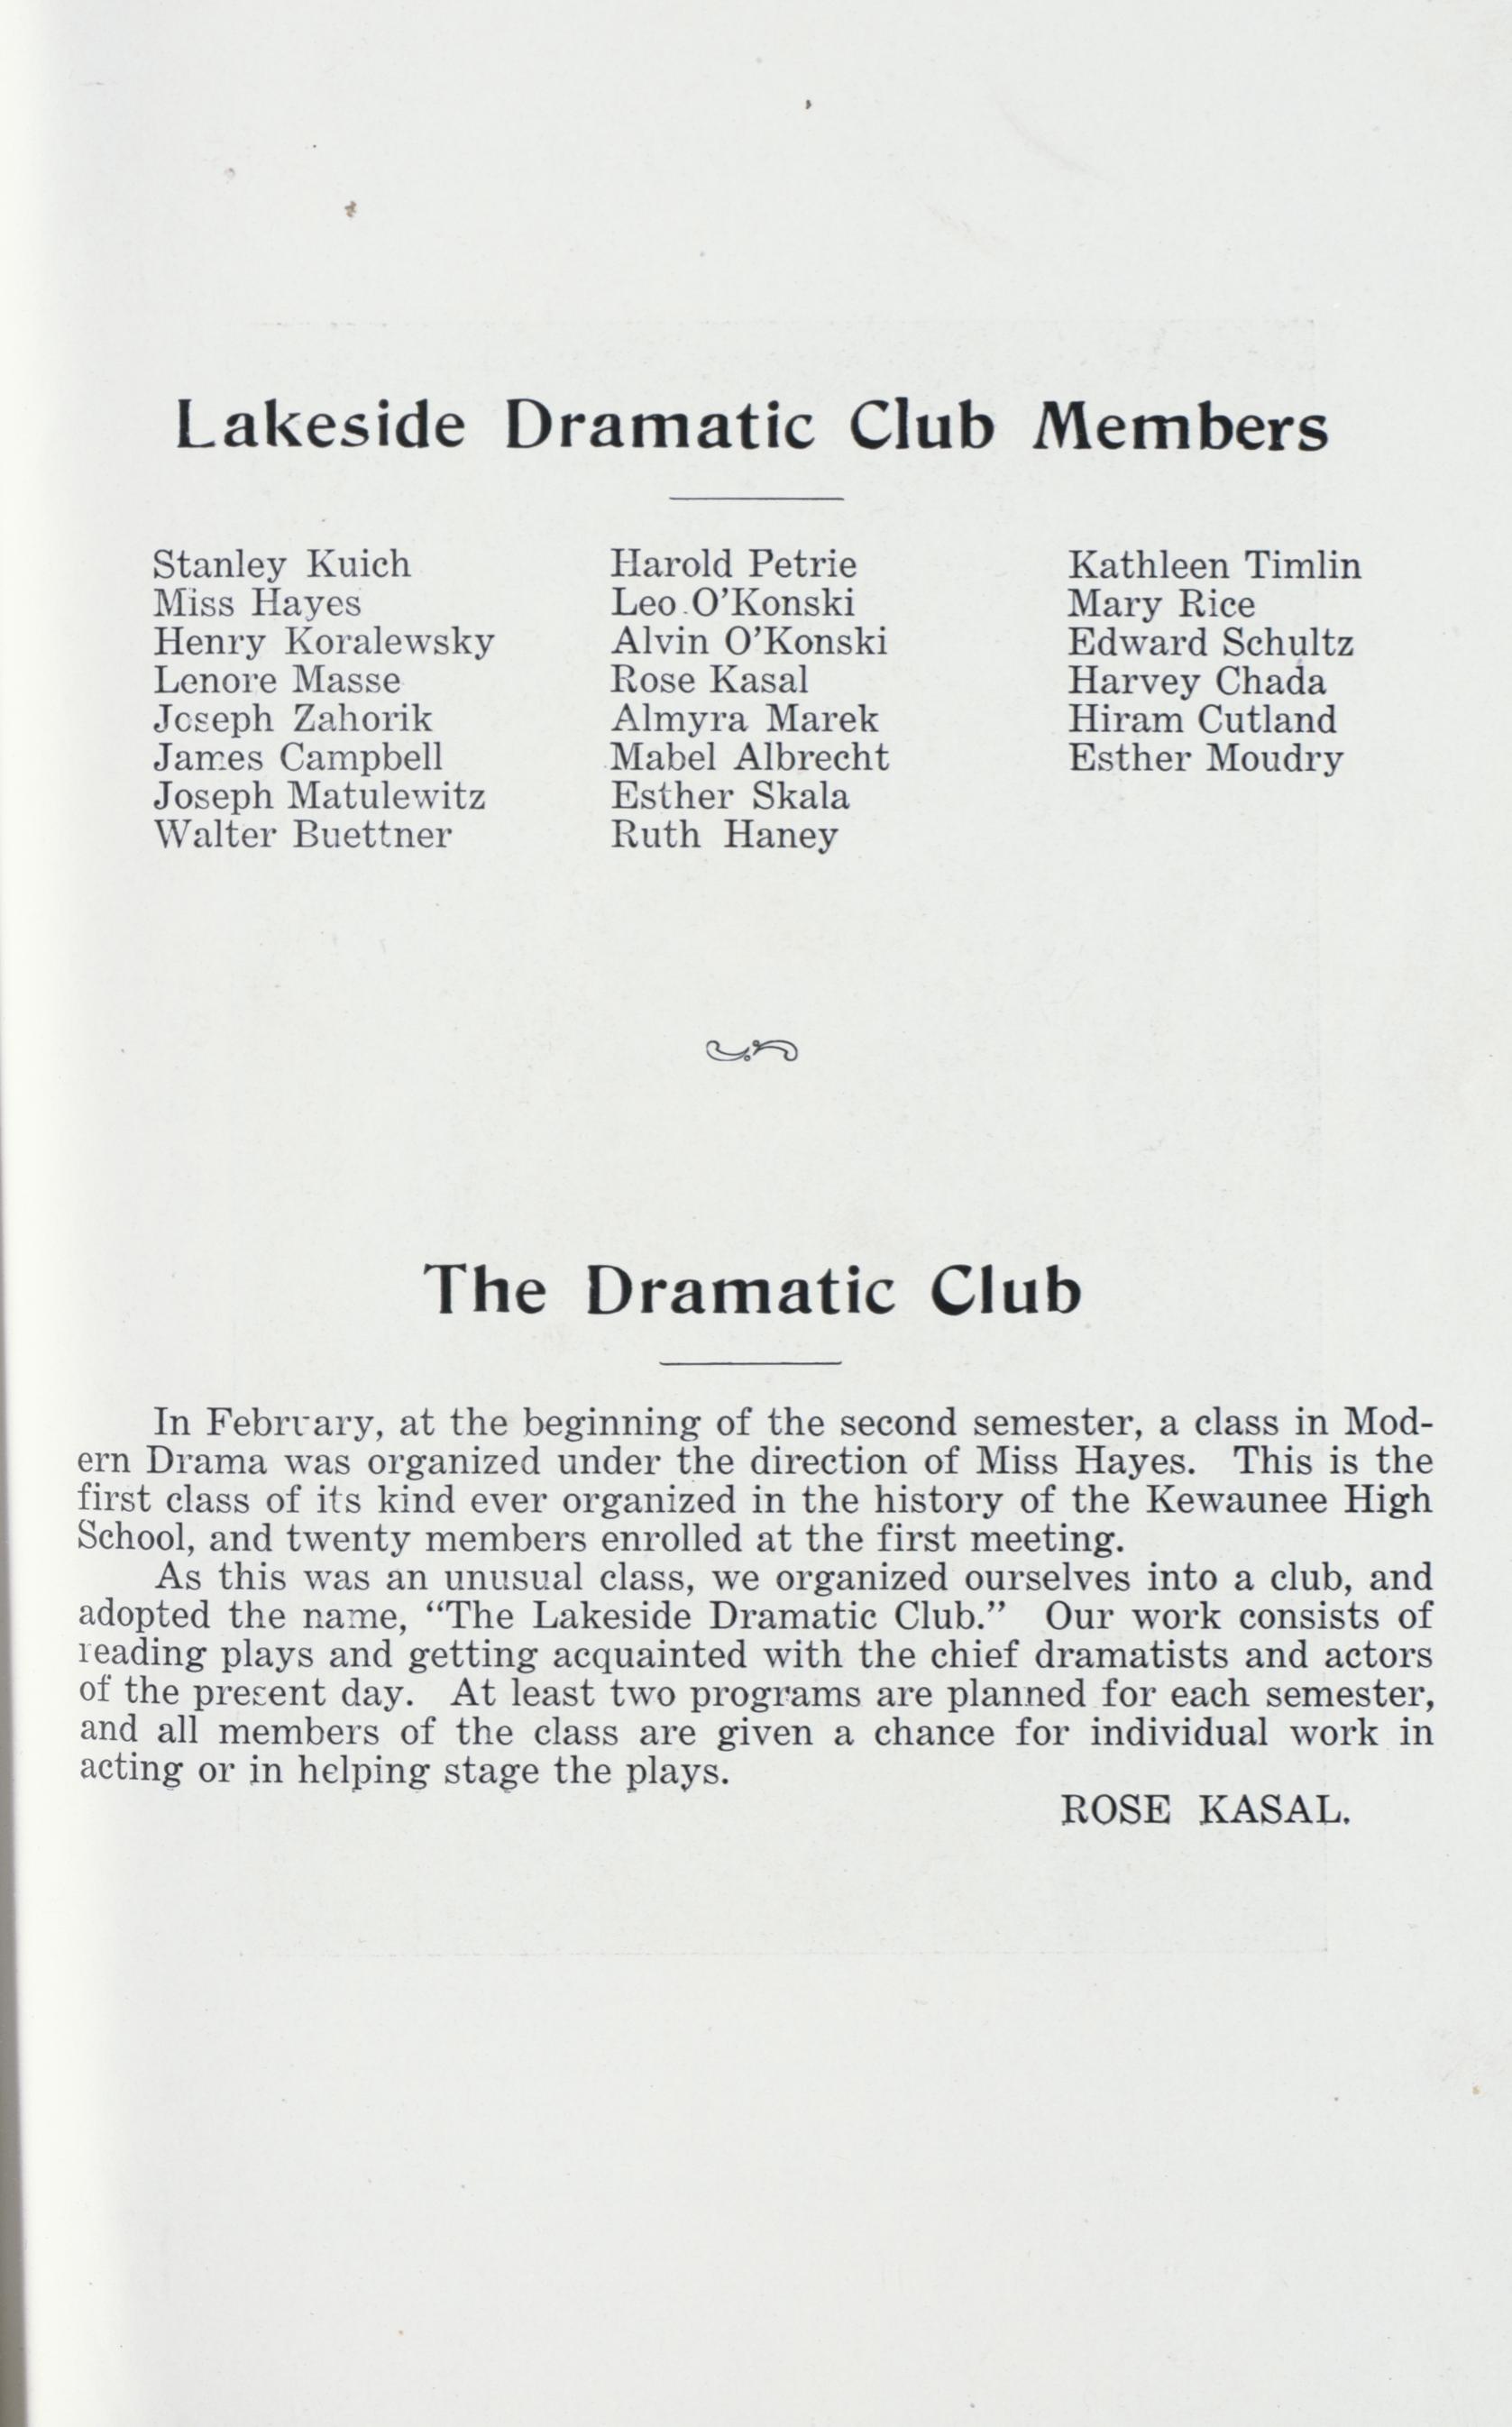 Lakeside Dramatic Club Members
Stanley Kuich
Miss Hayes
Henry Koralewsky
Lenore Masse
Joseph Zahorik
James Campbell
Joseph Matulewitz
Walter Buettner
Harold Petrie
Leo O'Konski
Alvin O'Konski
Rose Kasal
Almyra Marek
Mabel Albrecht
Esther Skala
Ruth Haney
Kathleen Timlin
Mary Rice
Edward Schultz
Harvey Chada
Hiram Cutland
Esther Moudry
The Dramatic Club
In February, at the beginning of the second semester, a class in Mod-
ern Drama was organized under the direction of Miss Hayes. This is the
first class of its kind ever organized in the history of the Kewaunee High
School, and twenty members enrolled at the first meeting.
As this was an unusual class, we organized ourselves into a club, and
adopted the name, “The Lakeside Dramatic Club.” Our work consists of
reading plays and getting acquainted with the chief dramatists and actors
of the present day. At least two programs are planned for each semester,
and all members of the class are given a chance for individual work in
acting or in helping stage the plays.
ROSE KASAL.